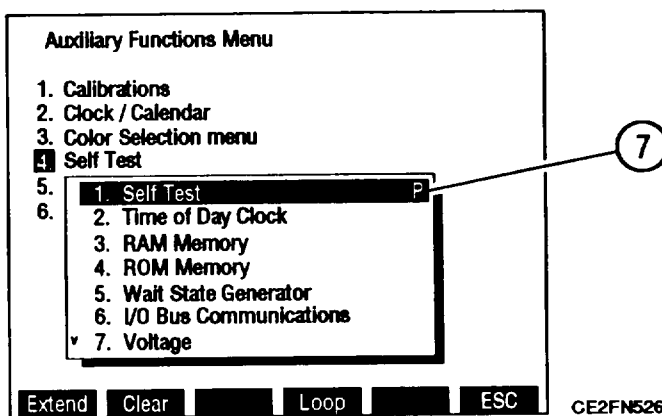 Auxiliary Functions Menu
1. Calibrations
2. Clock / Calendar
3. Color Selection menu
4 Self Test
5.
6.
1. Self Test P
2. Time of Day Clock
3. RAM Memory
4. ROM Memory
5. Wait State Generator
6. I/O Bus Communications
v 7. Voltage
7
Extend Clear Loop ESC
CE2FN526